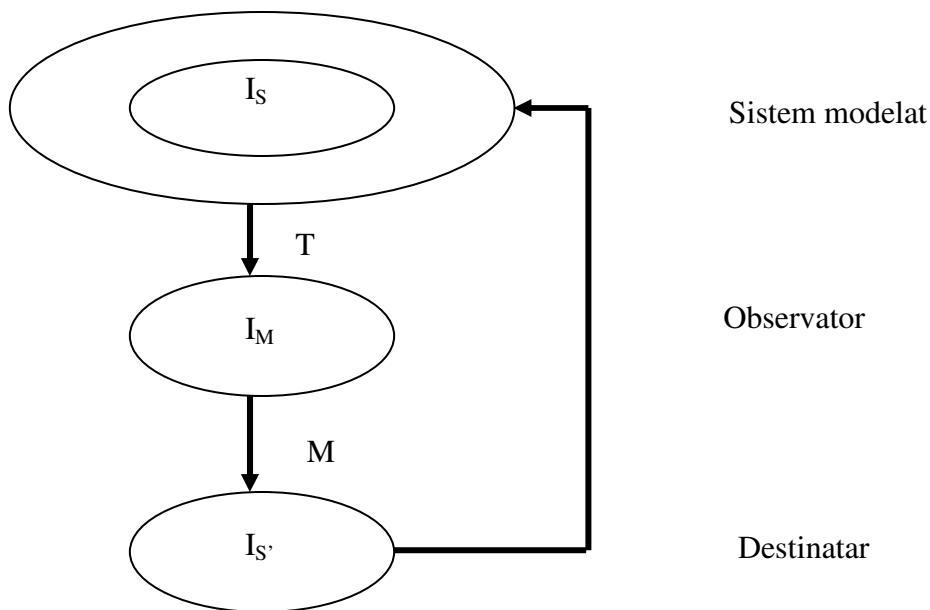 I_S
Sistem modelat
T
I_M
Observator
M
I_S'
Destinatar